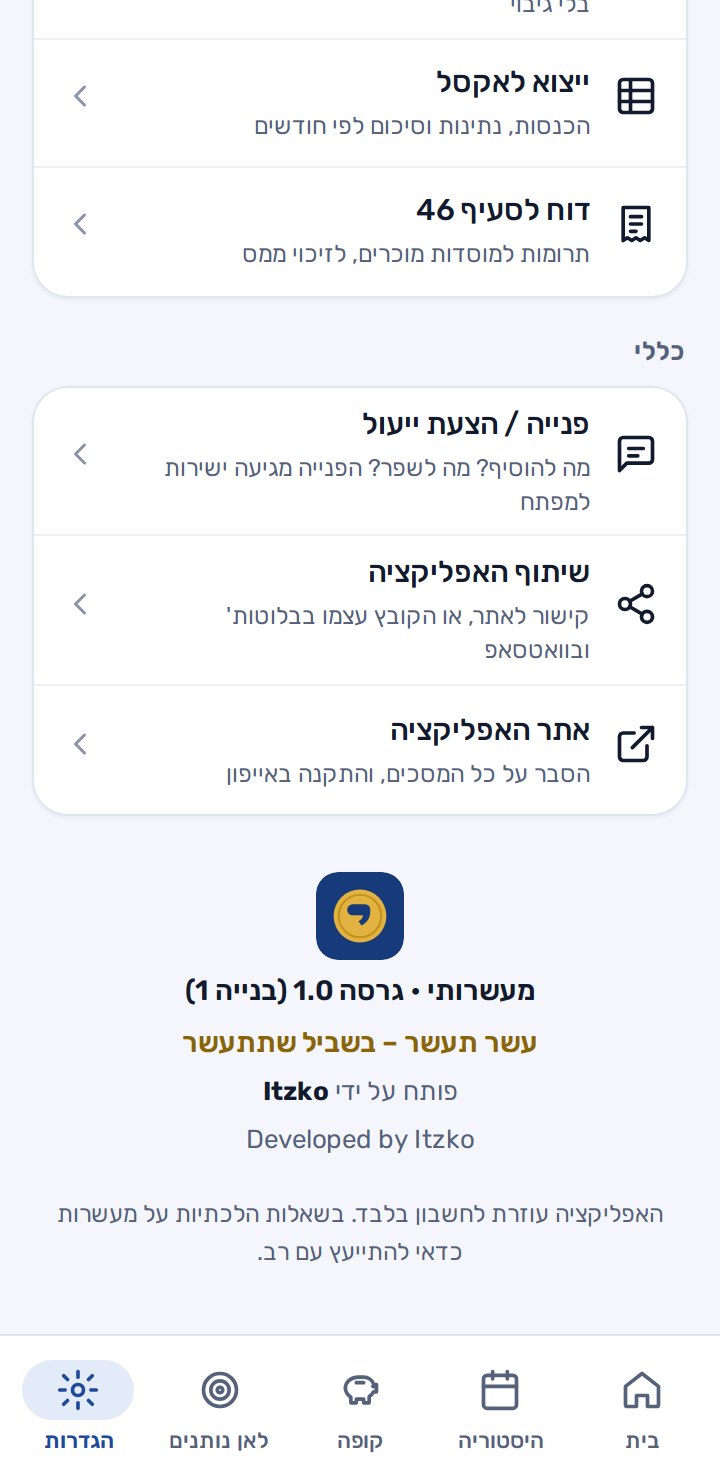 בלי גיבוי
ייצוא לאקסל
הכנסות, נתינות וסיכום לפי חודשים
דוח לסעיף 46
תרומות למוסדות מוכרים, לזיכוי ממס
כללי
פנייה / הצעת ייעול
מה להוסיף? מה לשפר? הפנייה מגיעה ישירות
למפתח
שיתוף האפליקציה
קישור לאתר, או הקובץ עצמו בבלוטות'
ובוואטסאפ
אתר האפליקציה
הסבר על כל המסכים, והתקנה באייפון
מעשרותי • גרסה 1.0 (בנייה 1)
עשר תעשר – בשביל שתתעשר
פותח על ידי Itzko
Developed by Itzko
האפליקציה עוזרת לחשבון בלבד. בשאלות הלכתיות על מעשרות
כדאי להתייעץ עם רב.
בית
היסטוריה
קופה
לאן נותנים
הגדרות